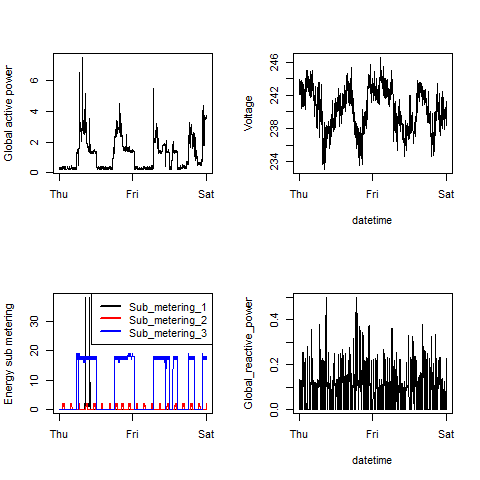 Global active power
0 2 4 6
Thu Fri Sat
Voltage
234 238 242 246
Thu Fri Sat
datetime
Energy sub metering
0 10 20 30
Sub_metering_1
Sub_metering_2
Sub_metering_3
Thu Fri Sat
Global_reactive_power
0.0 0.2 0.4
Thu Fri Sat
datetime